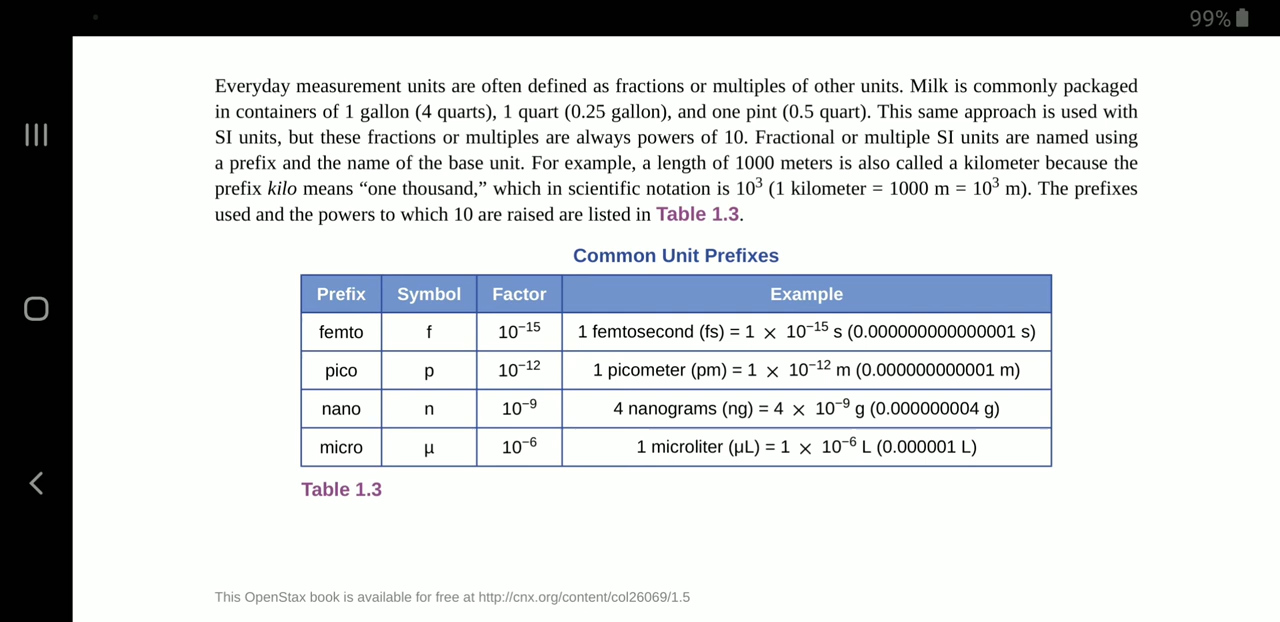 99%
Everyday measurement units are often defined as fractions or multiples of other units. Milk is commonly packaged
in containers of 1 gallon (4 quarts), 1 quart (0.25 gallon), and one pint (0.5 quart). This same approach is used with
SI units, but these fractions or multiples are always powers of 10. Fractional or multiple SI units are named using
a prefix and the name of the base unit. For example, a length of 1000 meters is also called a kilometer because the
prefix kilo means “one thousand,” which in scientific notation is 10³ (1 kilometer = 1000 m = 10³ m). The prefixes
used and the powers to which 10 are raised are listed in Table 1.3.
Common Unit Prefixes
Prefix Symbol Factor Example
femto f 10⁻¹⁵ 1 femtosecond (fs) = 1 × 10⁻¹⁵ s (0.000000000000001 s)
pico p 10⁻¹² 1 picometer (pm) = 1 × 10⁻¹² m (0.000000000001 m)
nano n 10⁻⁹ 4 nanograms (ng) = 4 × 10⁻⁹ g (0.000000004 g)
micro µ 10⁻⁶ 1 microliter (μL) = 1 × 10⁻⁶ L (0.000001 L)
Table 1.3
This OpenStax book is available for free at http://cnx.org/content/col26069/1.5